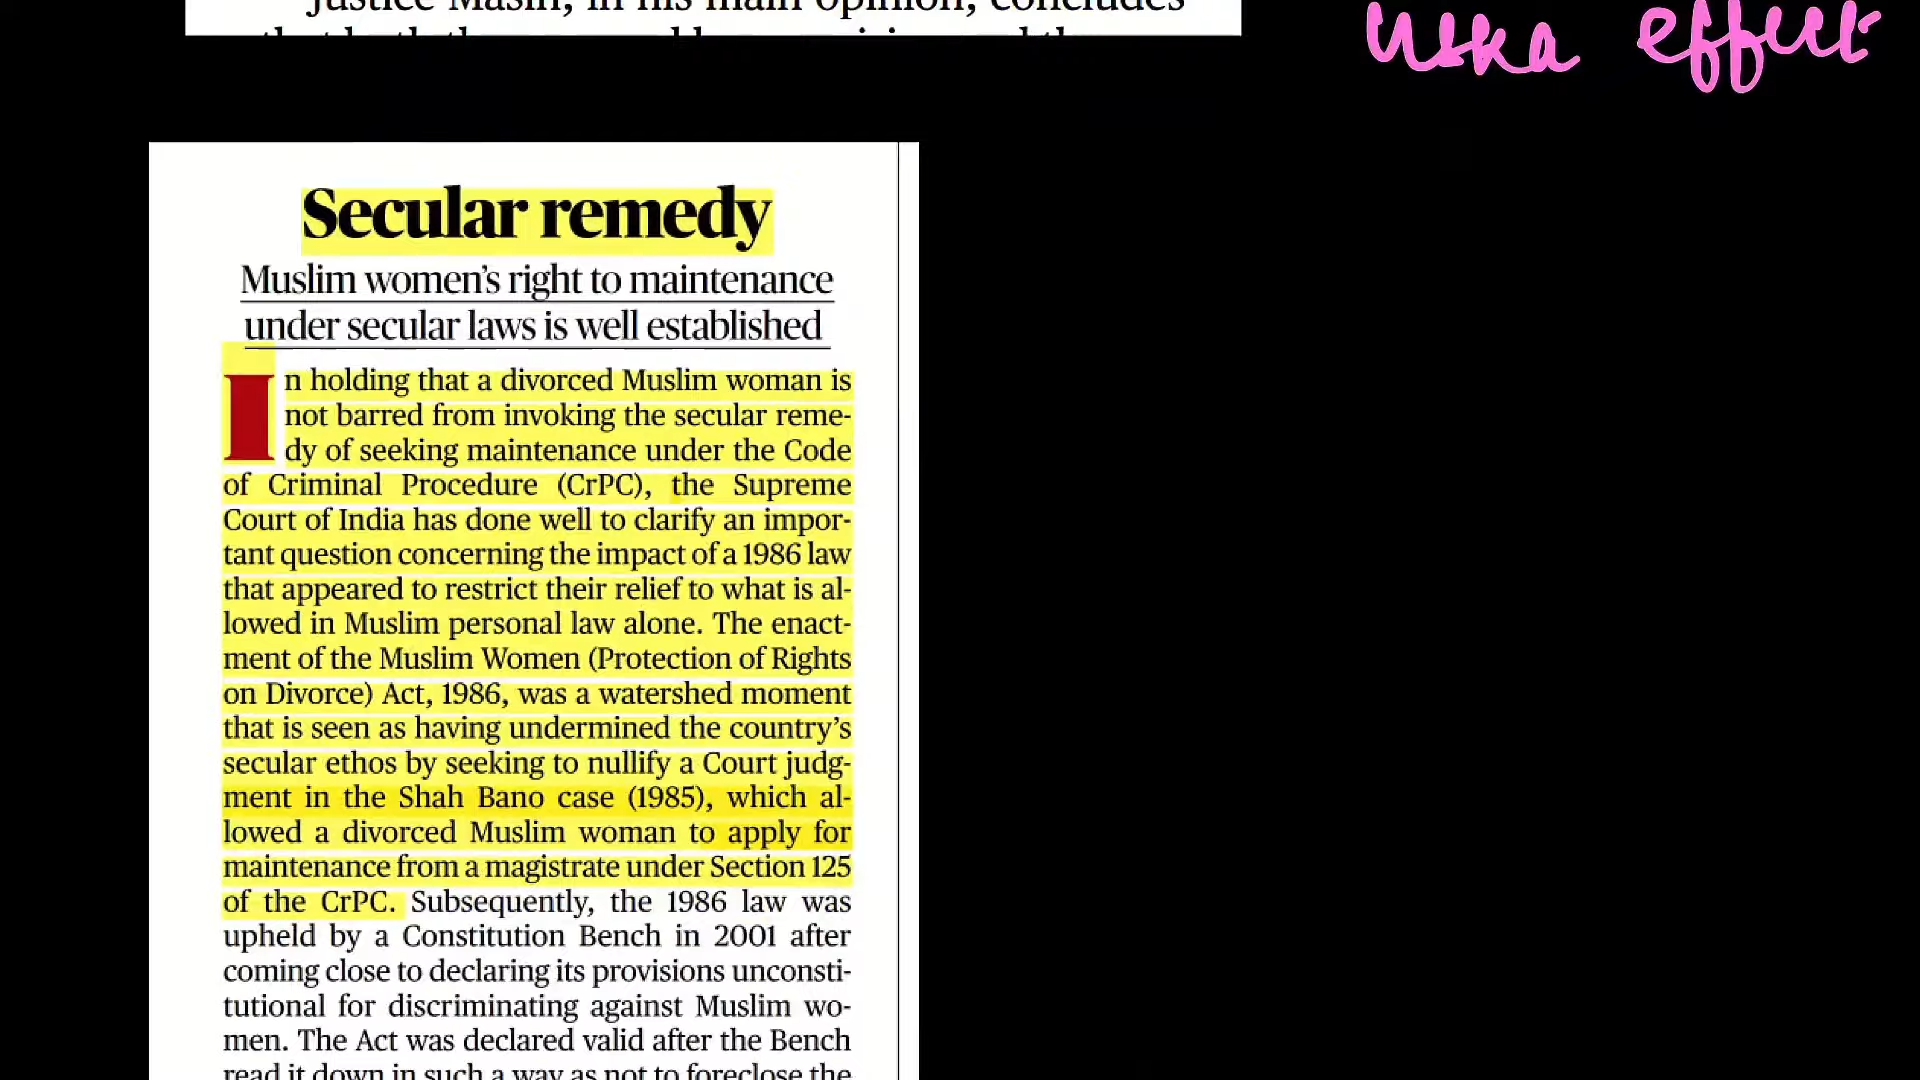 Justice Masih, in his main opinion, concludes
uska effect
Secular remedy
Muslim women's right to maintenance
under secular laws is well established
In holding that a divorced Muslim woman is
not barred from invoking the secular reme-
dy of seeking maintenance under the Code
of Criminal Procedure (CrPC), the Supreme
Court of India has done well to clarify an impor-
tant question concerning the impact of a 1986 law
that appeared to restrict their relief to what is al-
lowed in Muslim personal law alone. The enact-
ment of the Muslim Women (Protection of Rights
on Divorce) Act, 1986, was a watershed moment
that is seen as having undermined the country's
secular ethos by seeking to nullify a Court judg-
ment in the Shah Bano case (1985), which al-
lowed a divorced Muslim woman to apply for
maintenance from a magistrate under Section 125
of the CrPC. Subsequently, the 1986 law was
upheld by a Constitution Bench in 2001 after
coming close to declaring its provisions unconsti-
tutional for discriminating against Muslim wo-
men. The Act was declared valid after the Bench
read it down in such a way as not to foreclose the